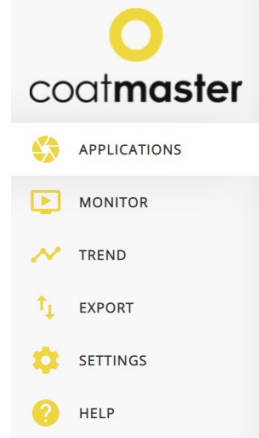 coatmaster
APPLICATIONS
MONITOR
TREND
EXPORT
SETTINGS
HELP